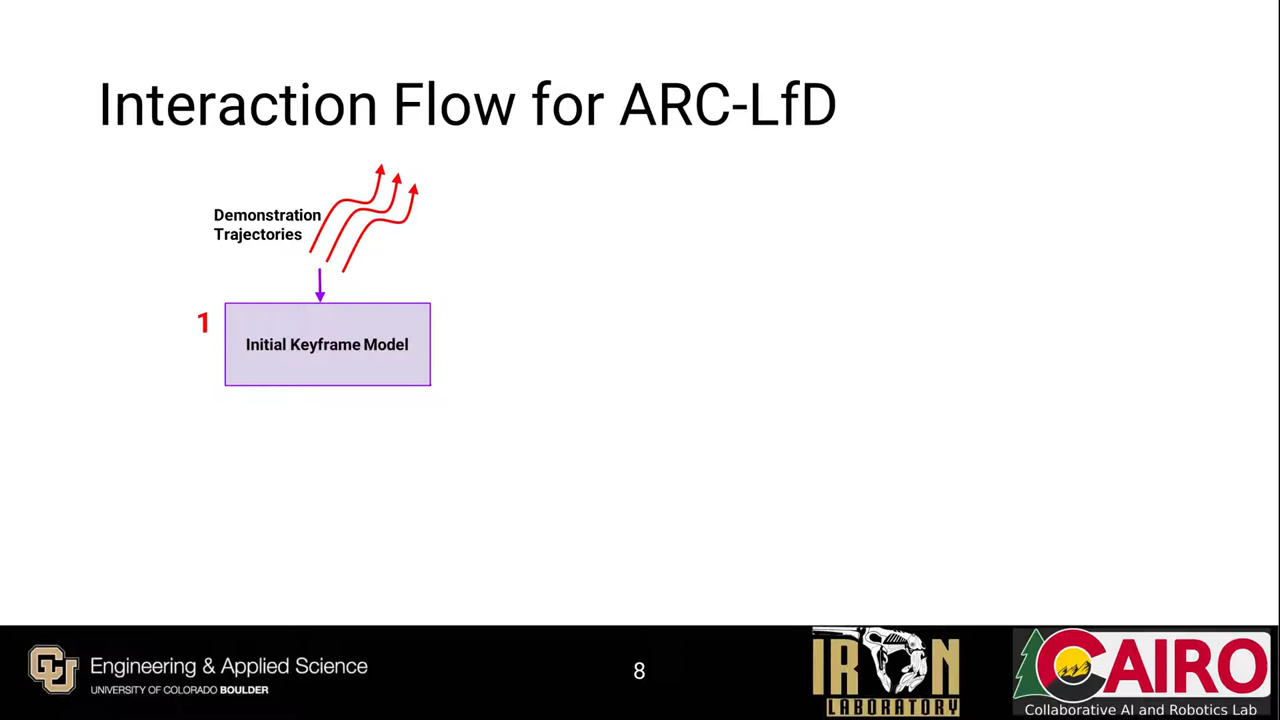 Interaction Flow for ARC-LfD
Demonstration
Trajectories
1
Initial Keyframe Model
CU
Engineering & Applied Science
UNIVERSITY OF COLORADO BOULDER
8
IRON
LABORATORY
CAIRO
Collaborative AI and Robotics Lab